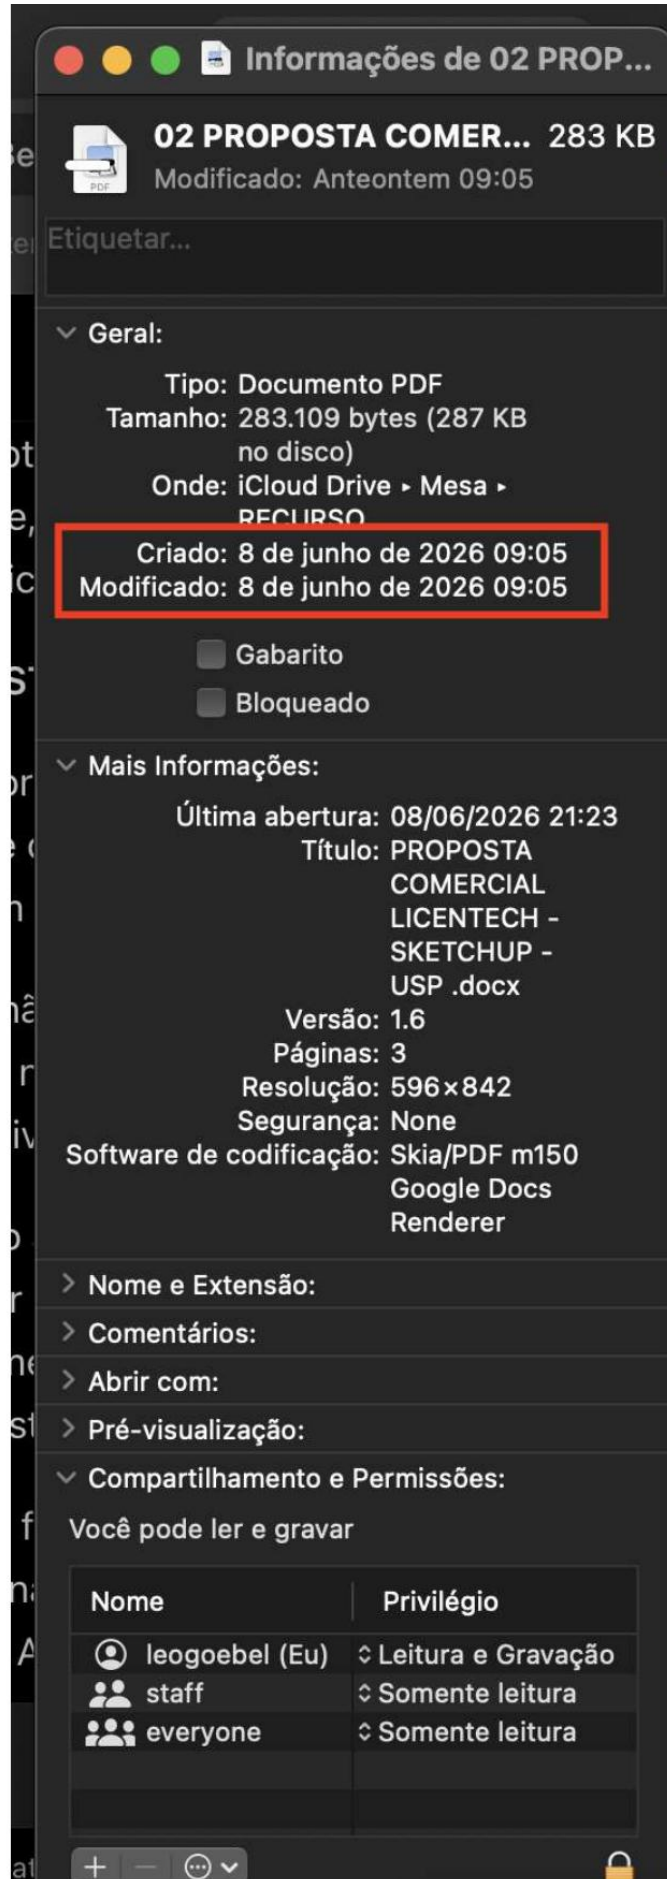 Informações de 02 PROP...
02 PROPOSTA COMER... 283 KB
PDF
Modificado: Anteontem 09:05
Etiquetar...
Geral:
Tipo: Documento PDF
Tamanho: 283.109 bytes (287 KB
no disco)
Onde: iCloud Drive ▸ Mesa ▸
RECURSO
Criado: 8 de junho de 2026 09:05
Modificado: 8 de junho de 2026 09:05
Gabarito
Bloqueado
Mais Informações:
Última abertura: 08/06/2026 21:23
Título: PROPOSTA
COMERCIAL
LICENTECH -
SKETCHUP -
USP .docx
Versão: 1.6
Páginas: 3
Resolução: 596×842
Segurança: None
Software de codificação: Skia/PDF m150
Google Docs
Renderer
Nome e Extensão:
Comentários:
Abrir com:
Pré-visualização:
Compartilhamento e Permissões:
Você pode ler e gravar
Nome Privilégio
leogoebel (Eu) Leitura e Gravação
staff Somente leitura
everyone Somente leitura